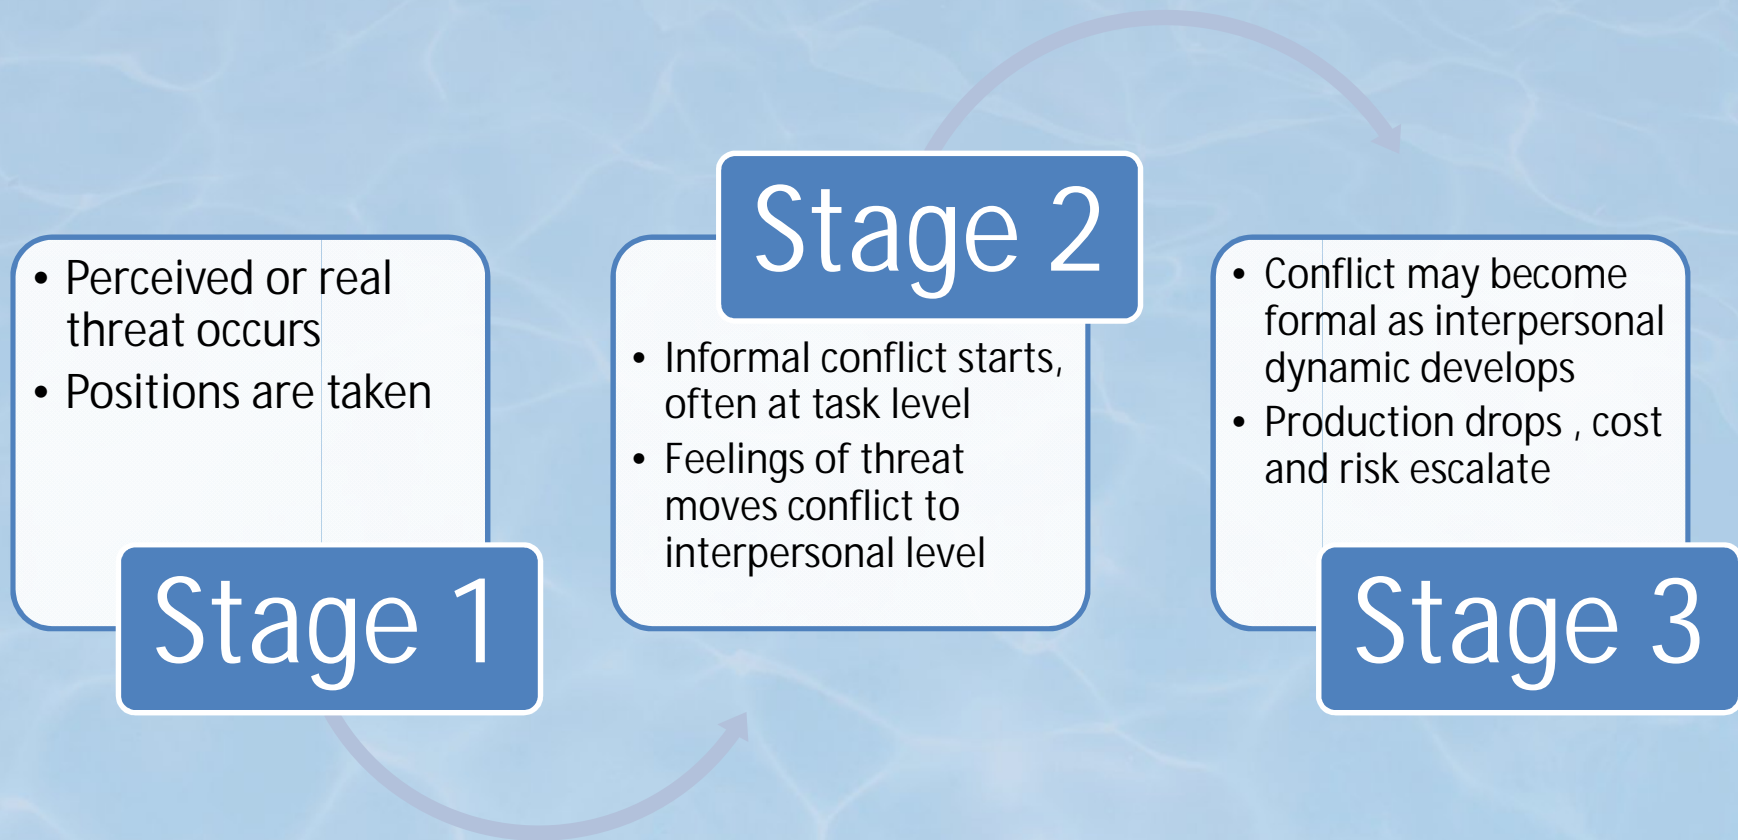 • Perceived or real
threat occurs
• Positions are taken
Stage 1
Stage 2
• Informal conflict starts,
often at task level
• Feelings of threat
moves conflict to
interpersonal level
• Conflict may become
formal as interpersonal
dynamic develops
• Production drops , cost
and risk escalate
Stage 3